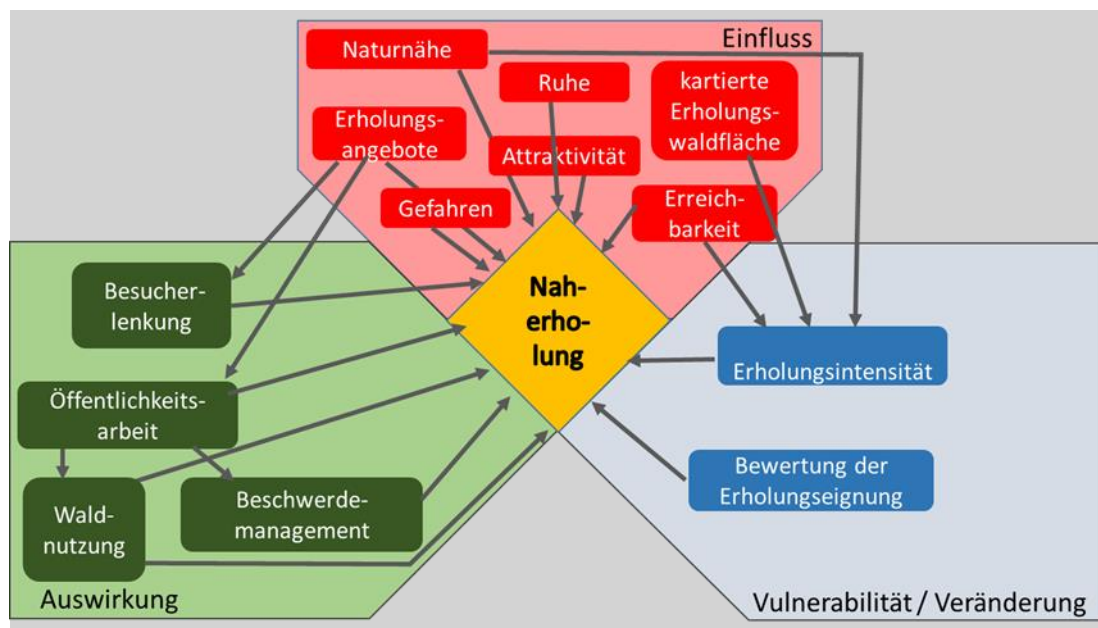 Einfluss
Naturnähe
Ruhe
kartierte
Erholungs-
waldfläche
Erholungs-
angebote
Attraktivität
Gefahren
Erreich-
barkeit
Nah-
erho-
lung
Besucher-
lenkung
Öffentlichkeits-
arbeit
Wald-
nutzung
Beschwerde-
management
Auswirkung
Erholungsintensität
Bewertung der
Erholungseignung
Vulnerabilität / Veränderung